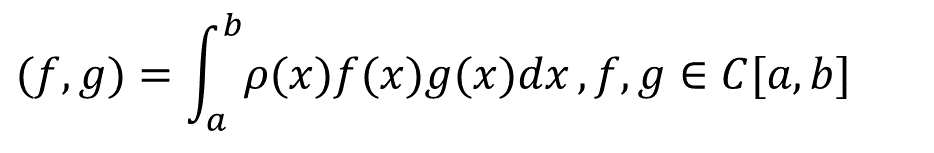 (f, g) = ∫_a^b ρ(x)f(x)g(x)dx , f, g ∈ C[a, b]